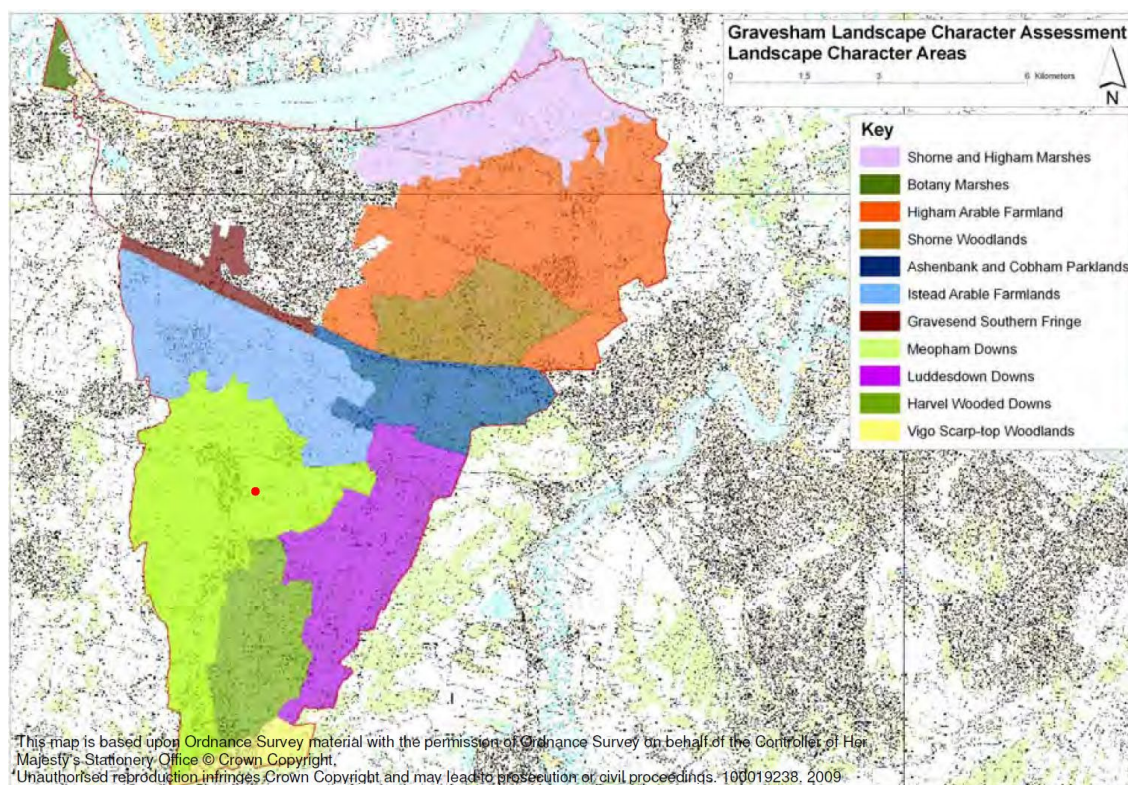 Gravesham Landscape Character Assessment
Landscape Character Areas
0 1.5 3 6 Kilometers
N
Key
Shorne and Higham Marshes
Botany Marshes
Higham Arable Farmland
Shorne Woodlands
Ashenbank and Cobham Parklands
Istead Arable Farmlands
Gravesend Southern Fringe
Meopham Downs
Luddesdown Downs
Harvel Wooded Downs
Vigo Scarp-top Woodlands
This map is based upon Ordnance Survey material with the permission of Ordnance Survey on behalf of the Controller of Her
Majesty's Stationery Office © Crown Copyright.
Unauthorised reproduction infringes Crown Copyright and may lead to prosecution or civil proceedings. 100019238, 2009